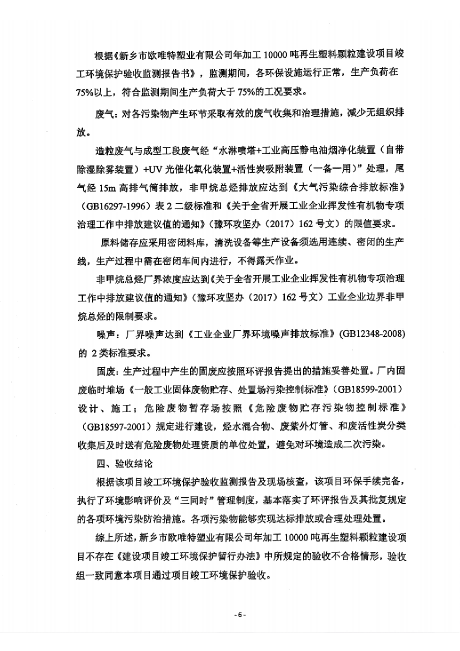 根据《新乡市欧唯特塑业有限公司年加工10000吨再生塑料颗粒建设项目竣
工环境保护验收监测报告书》，监测期间，各环保设施运行正常，生产负荷在
75%以上，符合监测期间生产负荷大于75%的工况要求。
废气：对各污染物产生环节采取有效的废气收集和治理措施，减少无组织排
放。
造粒废气与成型工段废气经“水淋喷塔+工业高压静电油烟净化装置（自带
除湿除雾装置）+UV光催化氧化装置+活性炭吸附装置（一备一用）”处理，尾
气经15m高排气筒排放，非甲烷总烃排放应达到《大气污染综合排放标准》
（GB16297-1996）表2二级标准和《关于全省开展工业企业挥发性有机物专项
治理工作中排放建议值的通知》（豫环攻坚办（2017）162号文）的限值要求。
原料储存应采用密闭料库，清洗设备等生产设备须选用连续、密闭的生产
线，生产过程中需在密闭车间内进行，不得露天作业。
非甲烷总烃厂界浓度应达到《关于全省开展工业企业挥发性有机物专项治理
工作中排放建议值的通知》（豫环攻坚办（2017）162号文）工业企业边界非甲
烷总烃的限制要求。
噪声：厂界噪声达到《工业企业厂界环境噪声排放标准》(GB12348-2008)
的 2类标准要求。
固废：生产过程中产生的固废应按照环评报告提出的措施妥善处置。厂内固
废临时堆场《一般工业固体废物贮存、处置场污染控制标准》（GB18599-2001）
设计、施工；危险废物暂存场按照《危险废物贮存污染物控制标准》
（GB18597-2001）规定进行建设，烃水混合物、废紫外灯管、和废活性炭分类
收集后及时送有危险废物处理资质的单位处置，避免对环境造成二次污染。
四、验收结论
根据该项目竣工环境保护验收监测报告及现场核查，该项目环保手续完备，
执行了环境影响评价及“三同时”管理制度，基本落实了环评报告及其批复规定
的各项环境污染防治措施。各项污染物能够实现达标排放或合理处理处置。
综上所述，新乡市欧唯特塑业有限公司年加工10000吨再生塑料颗粒建设项
目不存在《建设项目竣工环境保护暂行办法》中所规定的验收不合格情形，验收
组一致同意本项目通过项目竣工环境保护验收。
- 6 -